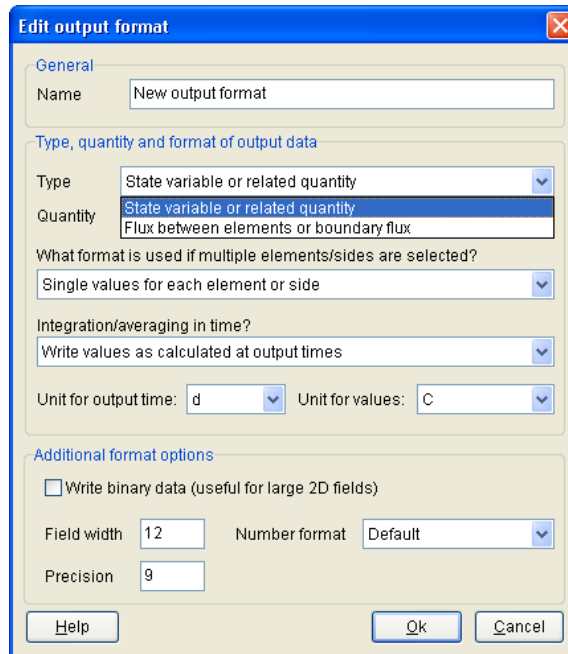 Edit output format
General
Name New output format
Type, quantity and format of output data
Type State variable or related quantity
Quantity State variable or related quantity
Flux between elements or boundary flux
What format is used if multiple elements/sides are selected?
Single values for each element or side
Integration/averaging in time?
Write values as calculated at output times
Unit for output time: d Unit for values: C
Additional format options
Write binary data (useful for large 2D fields)
Field width 12 Number format Default
Precision 9
Help Ok Cancel